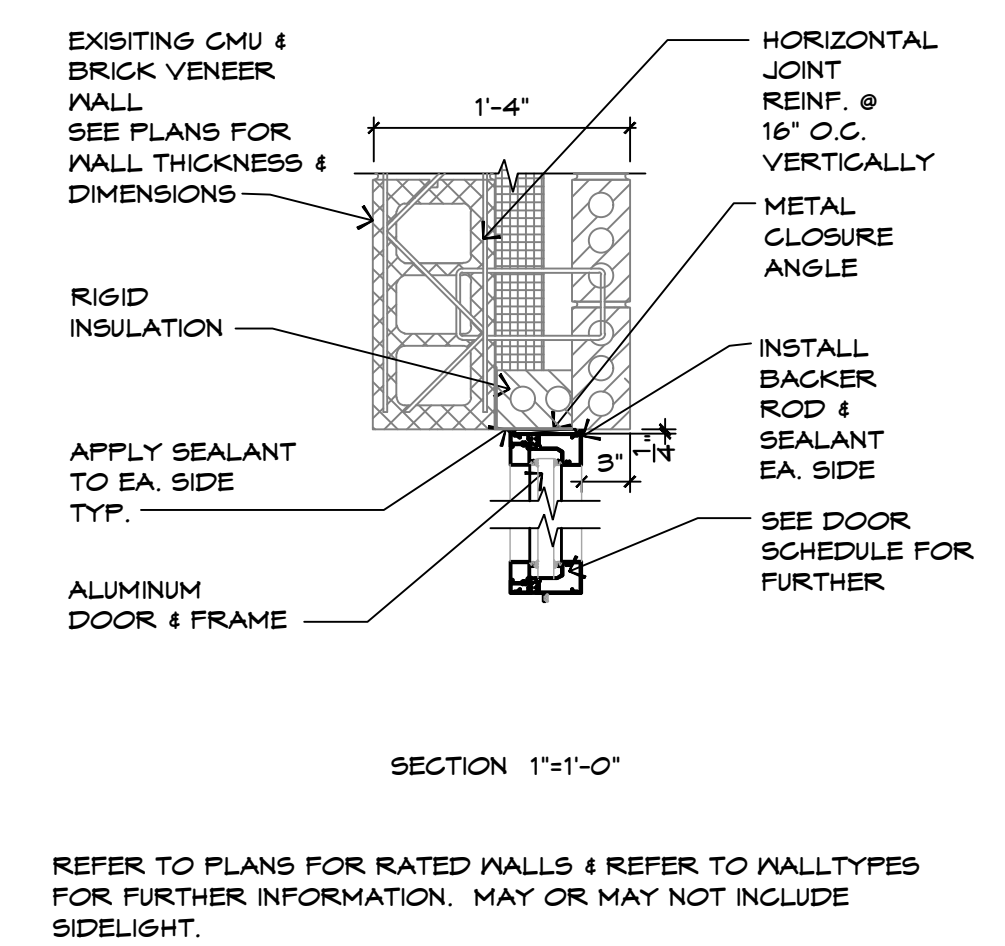 EXISITING CMU &
BRICK VENEER
WALL
SEE PLANS FOR
WALL THICKNESS &
DIMENSIONS
RIGID
INSULATION
APPLY SEALANT
TO EA. SIDE
TYP.
ALUMINUM
DOOR & FRAME
1'-4"
HORIZONTAL
JOINT
REINF. @
16" O.C.
VERTICALLY
METAL
CLOSURE
ANGLE
INSTALL
BACKER
ROD &
SEALANT
EA. SIDE
3"
1/4"
SEE DOOR
SCHEDULE FOR
FURTHER
SECTION 1"=1'-0"
REFER TO PLANS FOR RATED WALLS & REFER TO WALLTYPES
FOR FURTHER INFORMATION. MAY OR MAY NOT INCLUDE
SIDELIGHT.